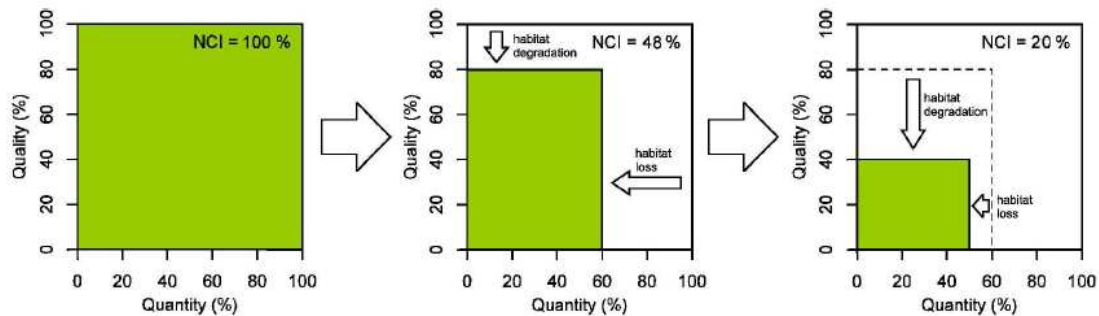 NCI = 100 %
100
80
60
40
20
0
Quality (%)
0 20 40 60 80 100
Quantity (%)
NCI = 48 %
habitat
degradation
habitat
loss
100
80
60
40
20
0
Quality (%)
0 20 40 60 80 100
Quantity (%)
NCI = 20 %
habitat
degradation
habitat
loss
100
80
60
40
20
0
Quality (%)
0 20 40 60 80 100
Quantity (%)